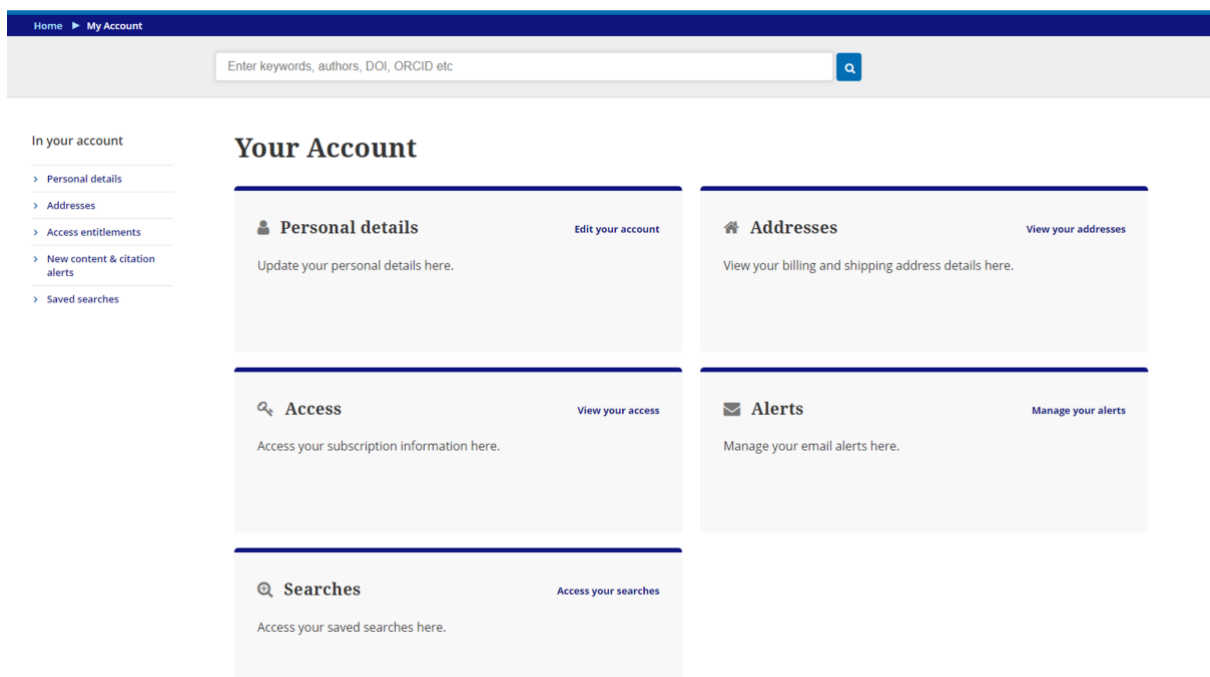 Home ▶ My Account
Enter keywords, authors, DOI, ORCID etc
In your account
Personal details
Addresses
Access entitlements
New content & citation
alerts
Saved searches
Your Account
Personal details
Edit your account
Update your personal details here.
Addresses
View your addresses
View your billing and shipping address details here.
Access
View your access
Access your subscription information here.
Alerts
Manage your alerts
Manage your email alerts here.
Searches
Access your searches
Access your saved searches here.